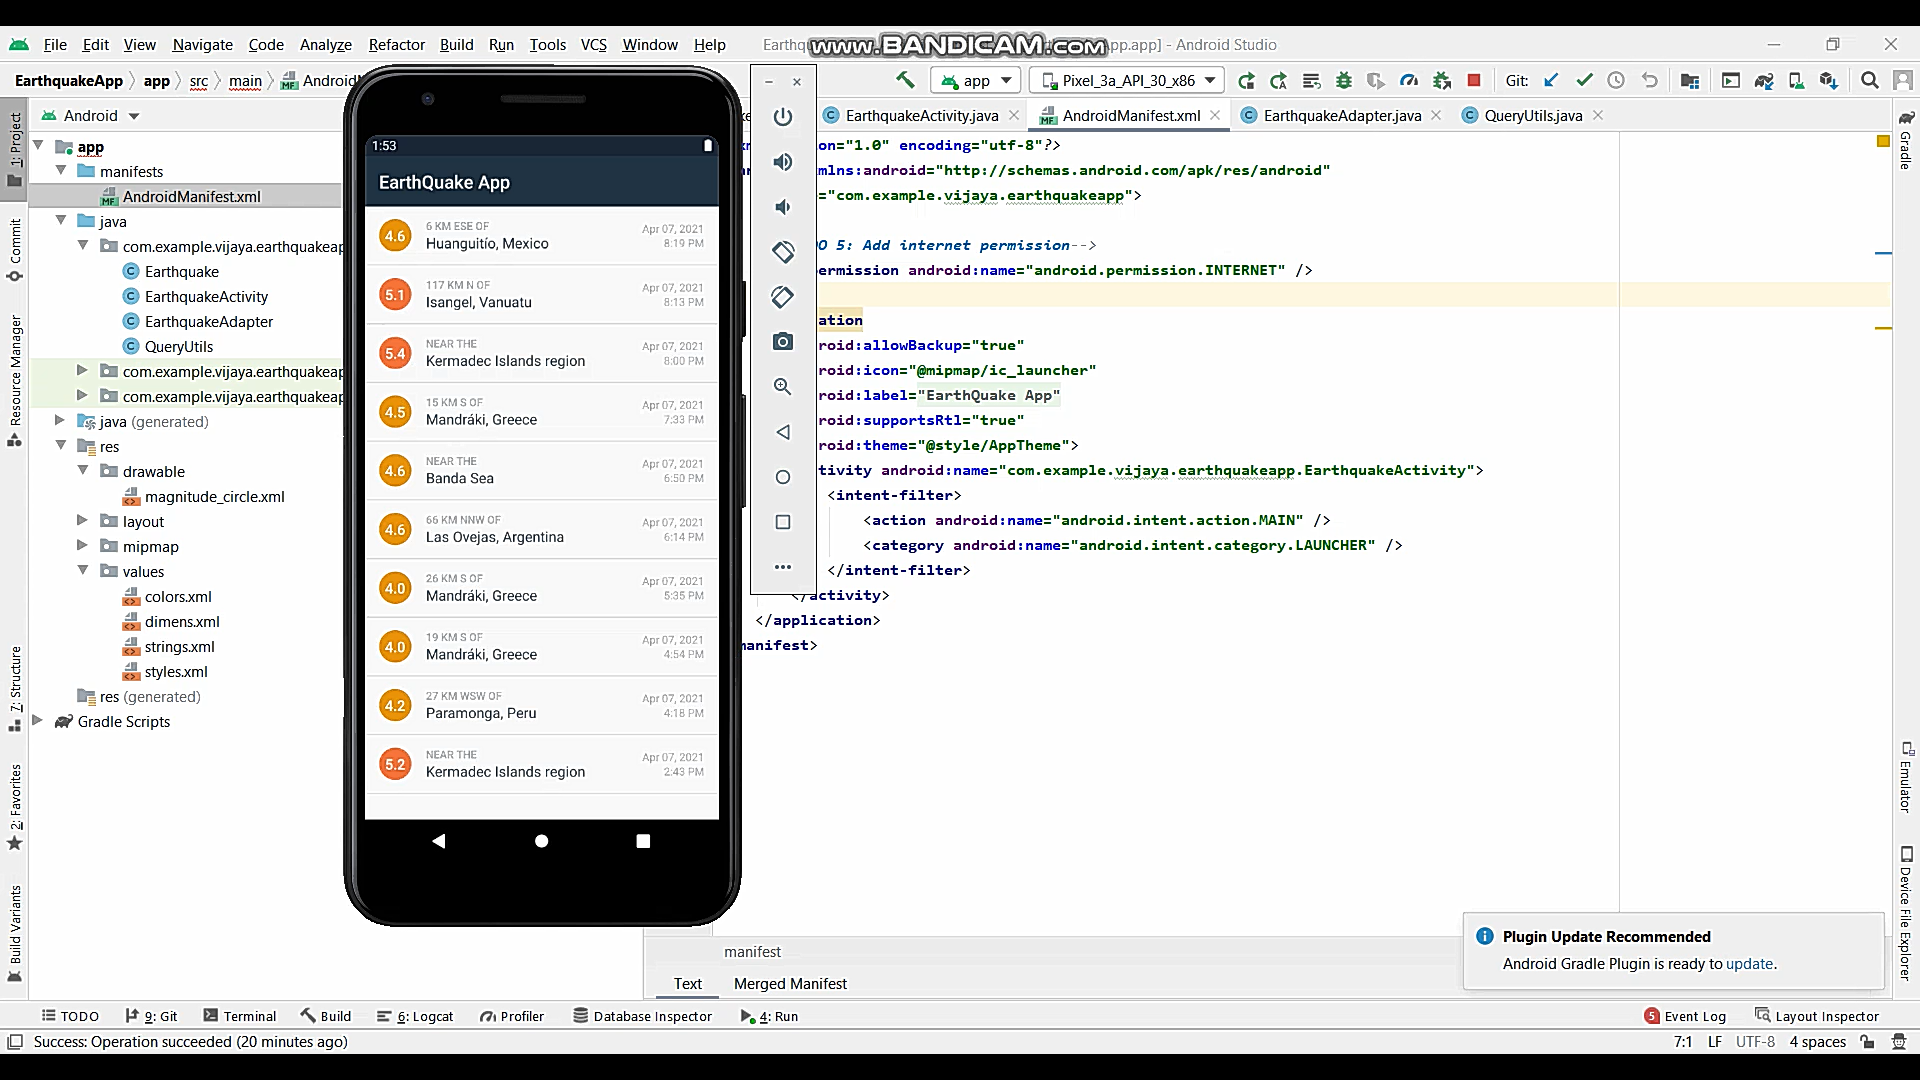 File Edit View Navigate Code Analyze Refactor Build Run Tools VCS Window Help
www.BANDICAM.com
App.app] - Android Studio
EarthquakeApp app src main
app
Pixel_3a_API_30_x86
Git:
Android
EarthquakeActivity.java
AndroidManifest.xml
EarthquakeAdapter.java
QueryUtils.java
1: Project
Commit
Resource Manager
7: Structure
2: Favorites
Build Variants
app
manifests
AndroidManifest.xml
java
com.example.vijaya.earthquakeap
Earthquake
EarthquakeActivity
EarthquakeAdapter
QueryUtils
com.example.vijaya.earthquakeap
com.example.vijaya.earthquakeap
java (generated)
res
drawable
magnitude_circle.xml
layout
mipmap
values
colors.xml
dimens.xml
strings.xml
styles.xml
res (generated)
Gradle Scripts
1:53
EarthQuake App
4.6 6 KM ESE OF Apr 07, 2021
Huanguitío, Mexico 8:19 PM
5.1 117 KM N OF Apr 07, 2021
Isangel, Vanuatu 8:13 PM
5.4 NEAR THE Apr 07, 2021
Kermadec Islands region 8:00 PM
4.5 15 KM S OF Apr 07, 2021
Mandráki, Greece 7:33 PM
4.6 NEAR THE Apr 07, 2021
Banda Sea 6:50 PM
4.6 66 KM NNW OF Apr 07, 2021
Las Ovejas, Argentina 6:14 PM
4.0 26 KM S OF Apr 07, 2021
Mandráki, Greece 5:35 PM
4.0 19 KM S OF Apr 07, 2021
Mandráki, Greece 4:54 PM
4.2 27 KM WSW OF Apr 07, 2021
Paramonga, Peru 4:18 PM
5.2 NEAR THE Apr 07, 2021
Kermadec Islands region 2:43 PM
on="1.0" encoding="utf-8"?>
mlns:android="http://schemas.android.com/apk/res/android"
="com.example.vijaya.earthquakeapp">
O 5: Add internet permission-->
ermission android:name="android.permission.INTERNET" />
ation
roid:allowBackup="true"
roid:icon="@mipmap/ic_launcher"
roid:label="EarthQuake App"
roid:supportsRtl="true"
roid:theme="@style/AppTheme">
tivity android:name="com.example.vijaya.earthquakeapp.EarthquakeActivity">
<intent-filter>
<action android:name="android.intent.action.MAIN" />
<category android:name="android.intent.category.LAUNCHER" />
</intent-filter>
</activity>
</application>
manifest>
Gradle
Emulator
Device File Explorer
Plugin Update Recommended
Android Gradle Plugin is ready to update.
manifest
Text Merged Manifest
TODO 9: Git Terminal Build 6: Logcat Profiler Database Inspector 4: Run 5 Event Log Layout Inspector
Success: Operation succeeded (20 minutes ago) 7:1 LF UTF-8 4 spaces